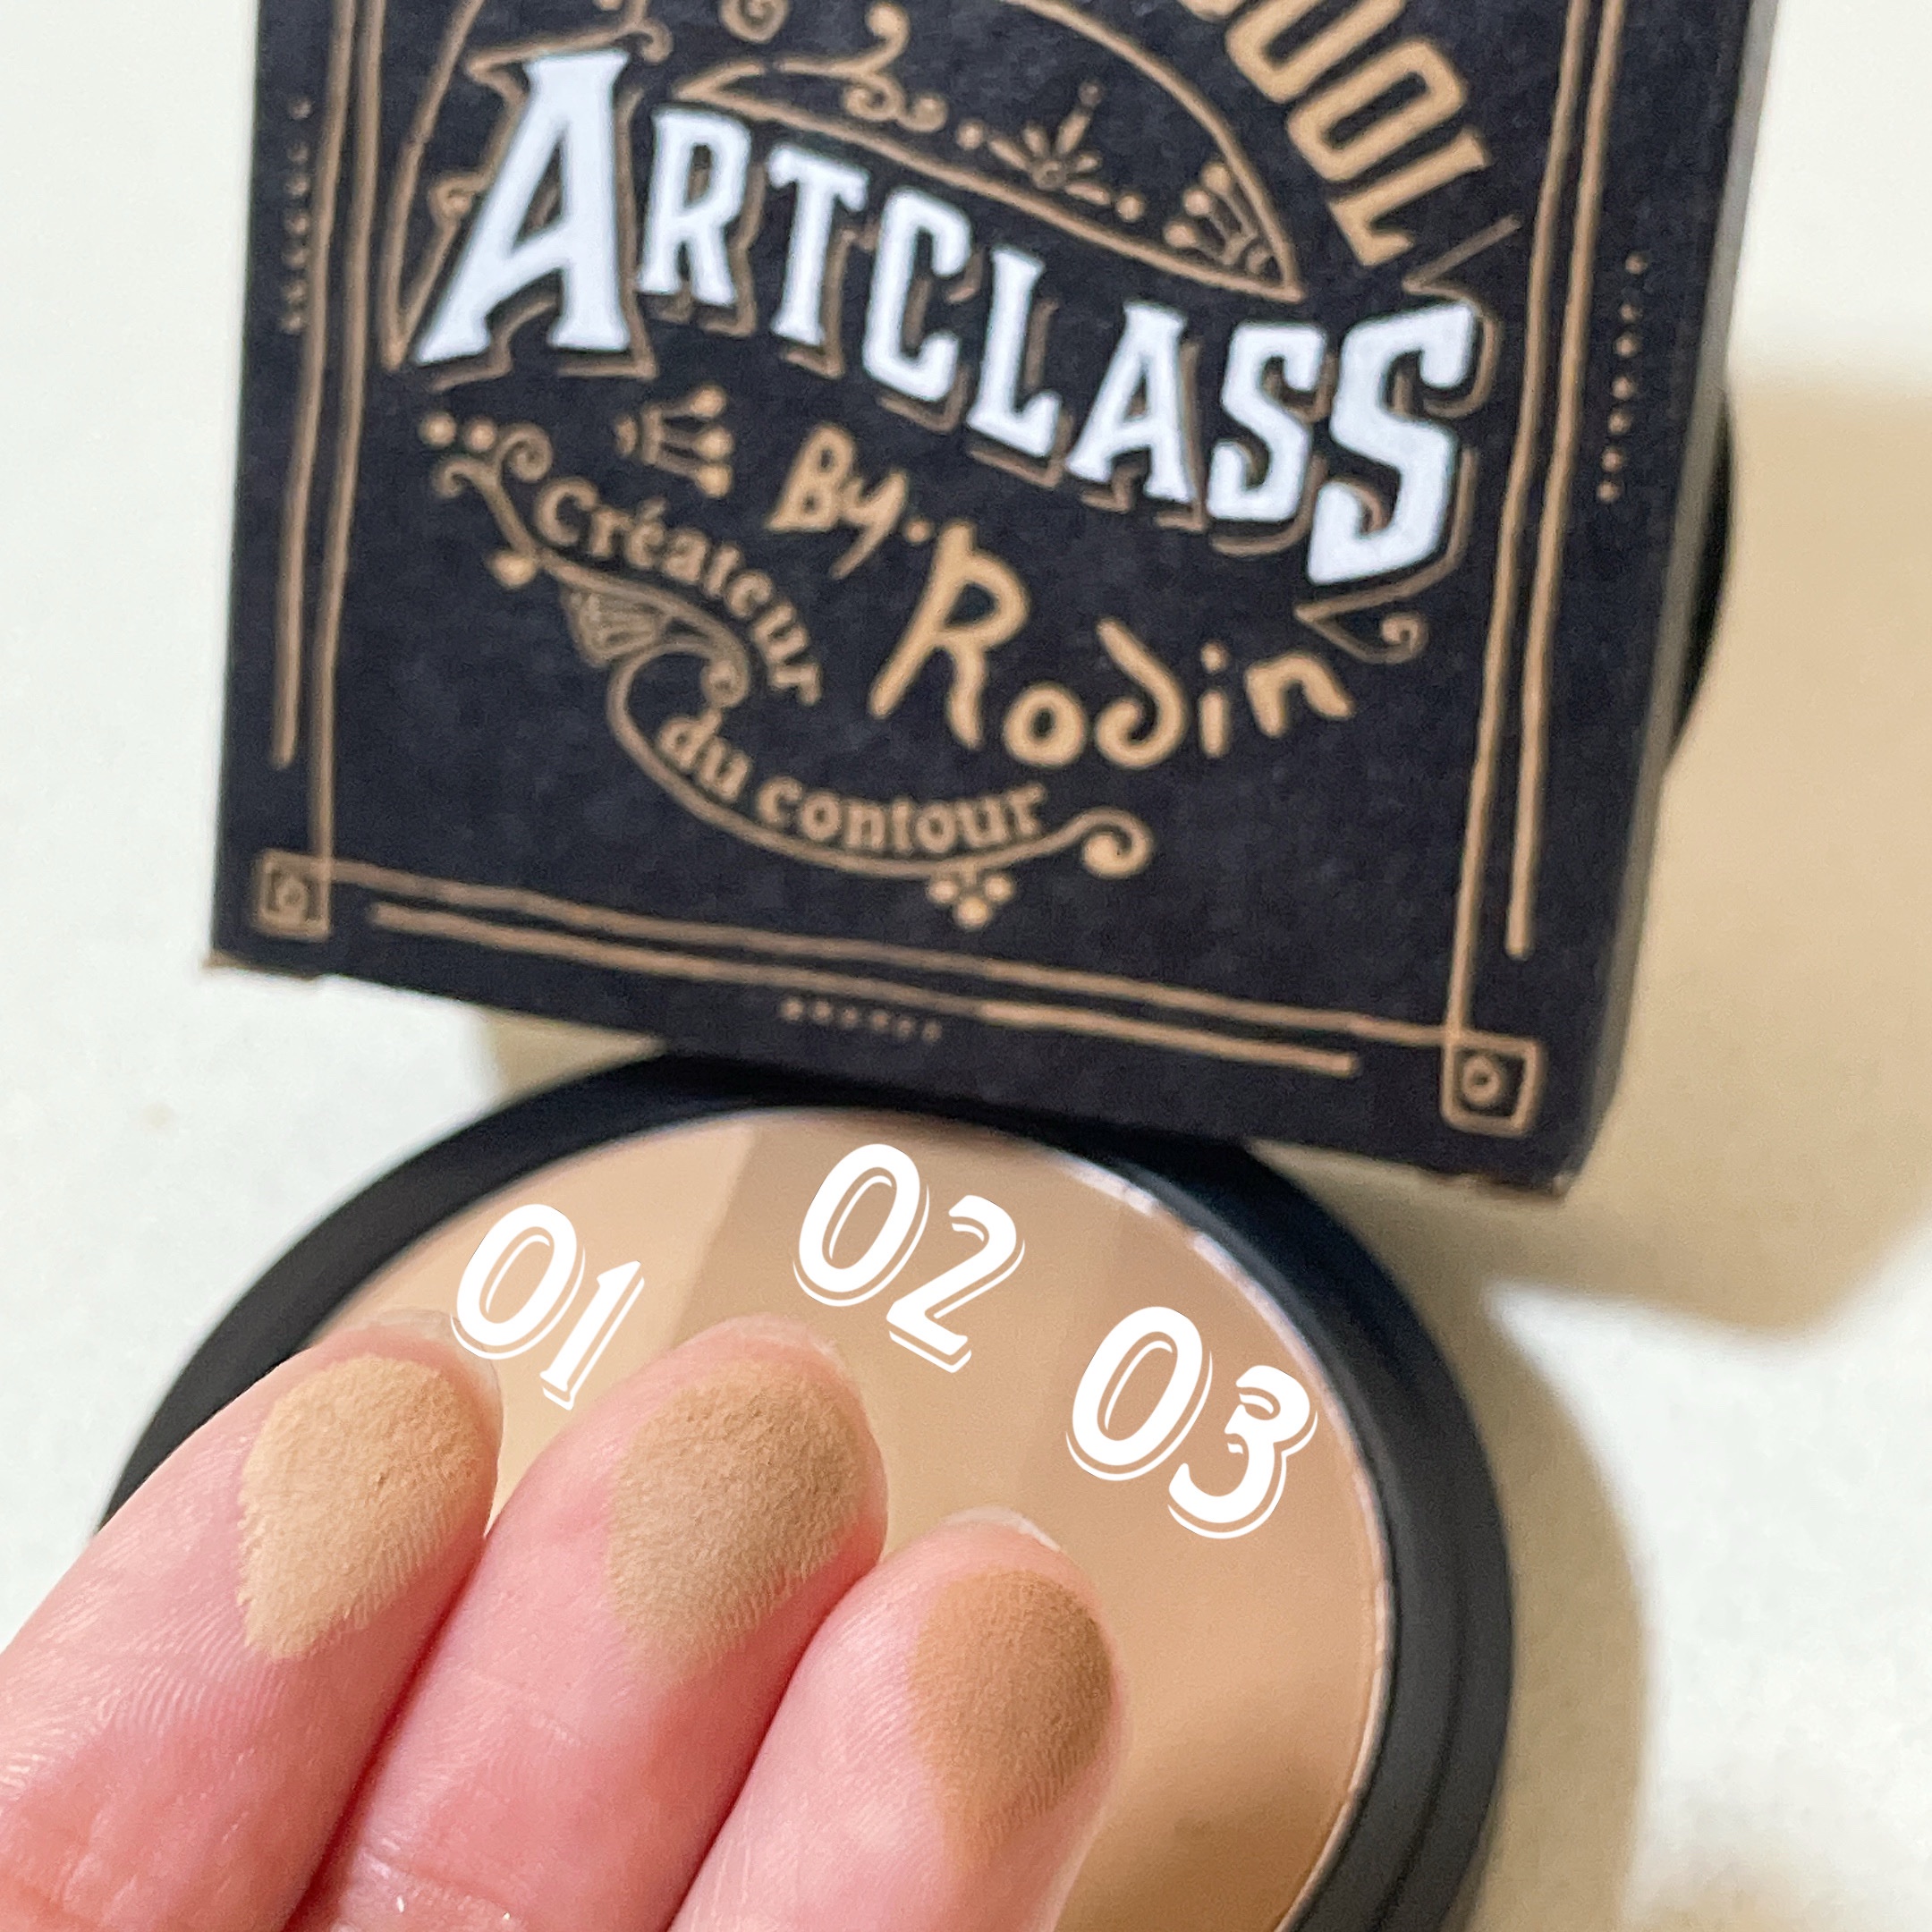 ARTCLASS
By. Rodin
Créateur
du contour
01
02
03